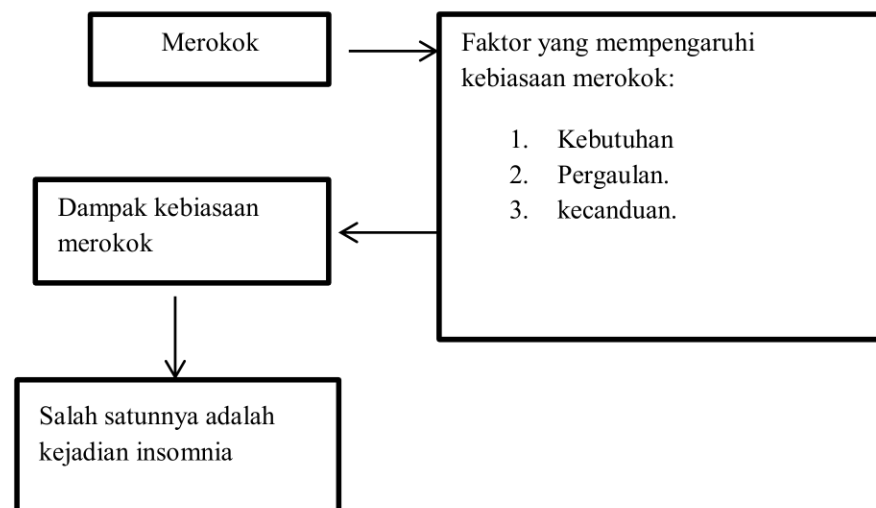 Merokok
Faktor yang mempengaruhi
kebiasaan merokok:
1. Kebutuhan
2. Pergaulan.
3. kecanduan.
Dampak kebiasaan
merokok
Salah satunnya adalah
kejadian insomnia